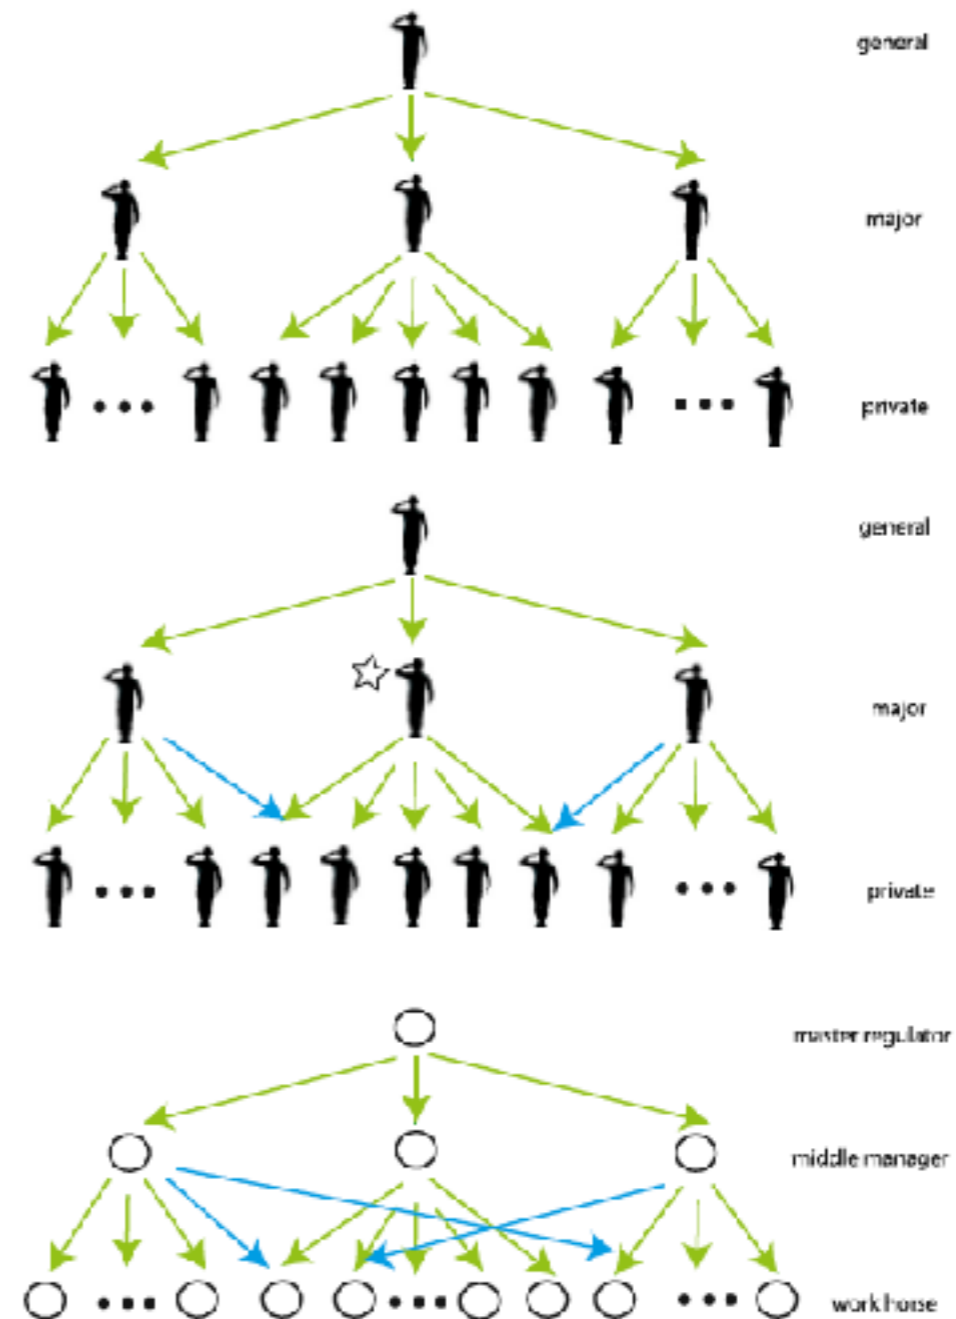 general
major
private
general
major
private
master regulator
middle manager
work horse